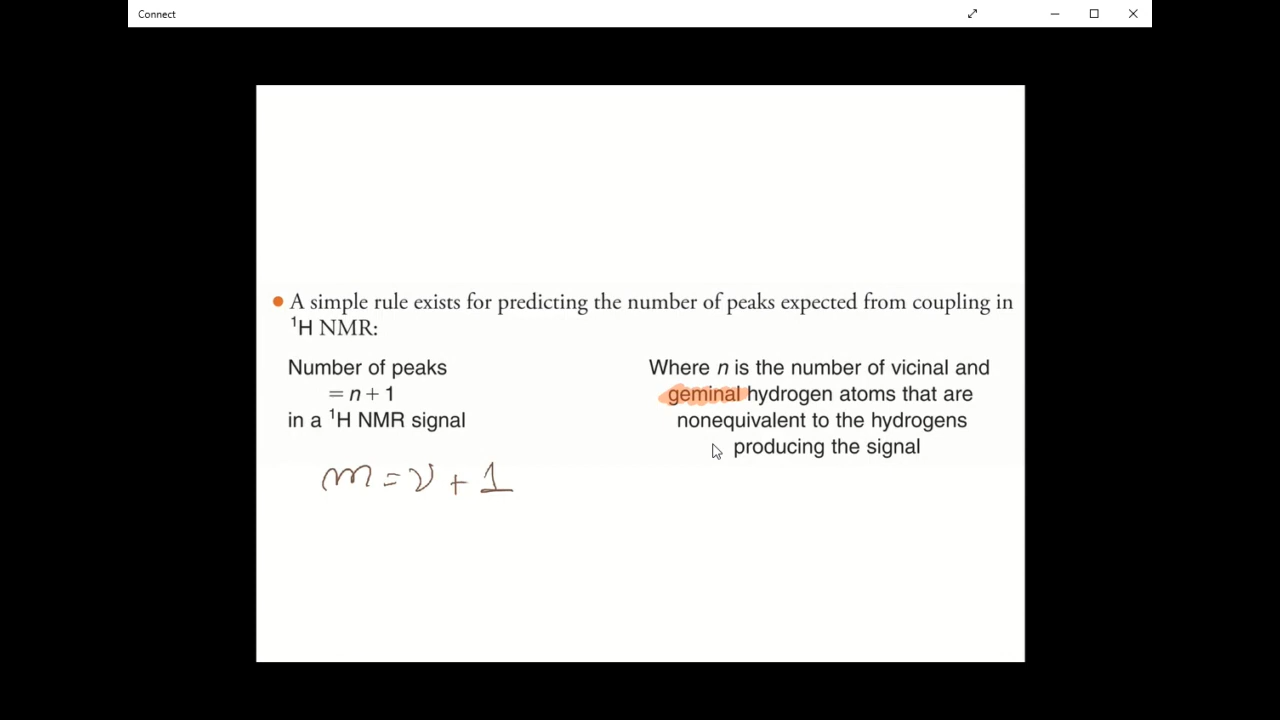 Connect
• A simple rule exists for predicting the number of peaks expected from coupling in
¹H NMR:
Number of peaks
= n + 1
in a ¹H NMR signal
Where n is the number of vicinal and
geminal hydrogen atoms that are
nonequivalent to the hydrogens
producing the signal
m = ν + 1